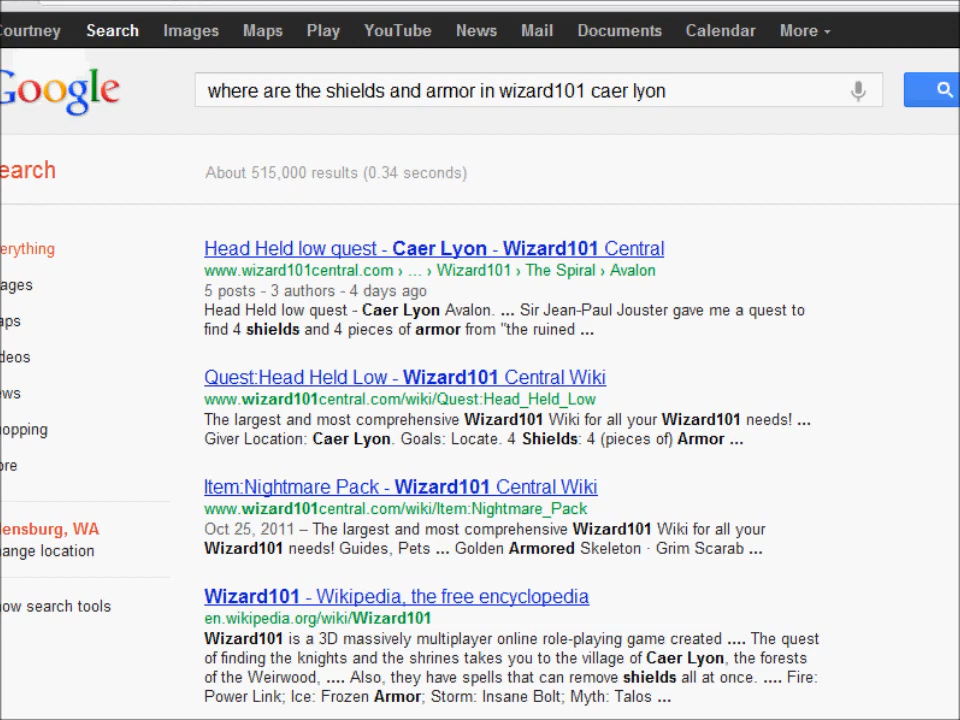 Courtney Search Images Maps Play YouTube News Mail Documents Calendar More
Google
where are the shields and armor in wizard101 caer lyon
earch
About 515,000 results (0.34 seconds)
erything
ages
aps
deos
ews
opping
ore
lensburg, WA
ange location
ow search tools
Head Held low quest - Caer Lyon - Wizard101 Central
www.wizard101central.com › ... › Wizard101 › The Spiral › Avalon
5 posts - 3 authors - 4 days ago
Head Held low quest - Caer Lyon Avalon. ... Sir Jean-Paul Jouster gave me a quest to
find 4 shields and 4 pieces of armor from "the ruined ...
Quest:Head Held Low - Wizard101 Central Wiki
www.wizard101central.com/wiki/Quest:Head_Held_Low
The largest and most comprehensive Wizard101 Wiki for all your Wizard101 needs! ...
Giver Location: Caer Lyon. Goals: Locate. 4 Shields: 4 (pieces of) Armor ...
Item:Nightmare Pack - Wizard101 Central Wiki
www.wizard101central.com/wiki/Item:Nightmare_Pack
Oct 25, 2011 – The largest and most comprehensive Wizard101 Wiki for all your
Wizard101 needs! Guides, Pets ... Golden Armored Skeleton · Grim Scarab ...
Wizard101 - Wikipedia, the free encyclopedia
en.wikipedia.org/wiki/Wizard101
Wizard101 is a 3D massively multiplayer online role-playing game created .... The quest
of finding the knights and the shrines takes you to the village of Caer Lyon, the forests
of the Weirwood, .... Also, they have spells that can remove shields all at once. .... Fire:
Power Link; Ice: Frozen Armor; Storm: Insane Bolt; Myth: Talos ...